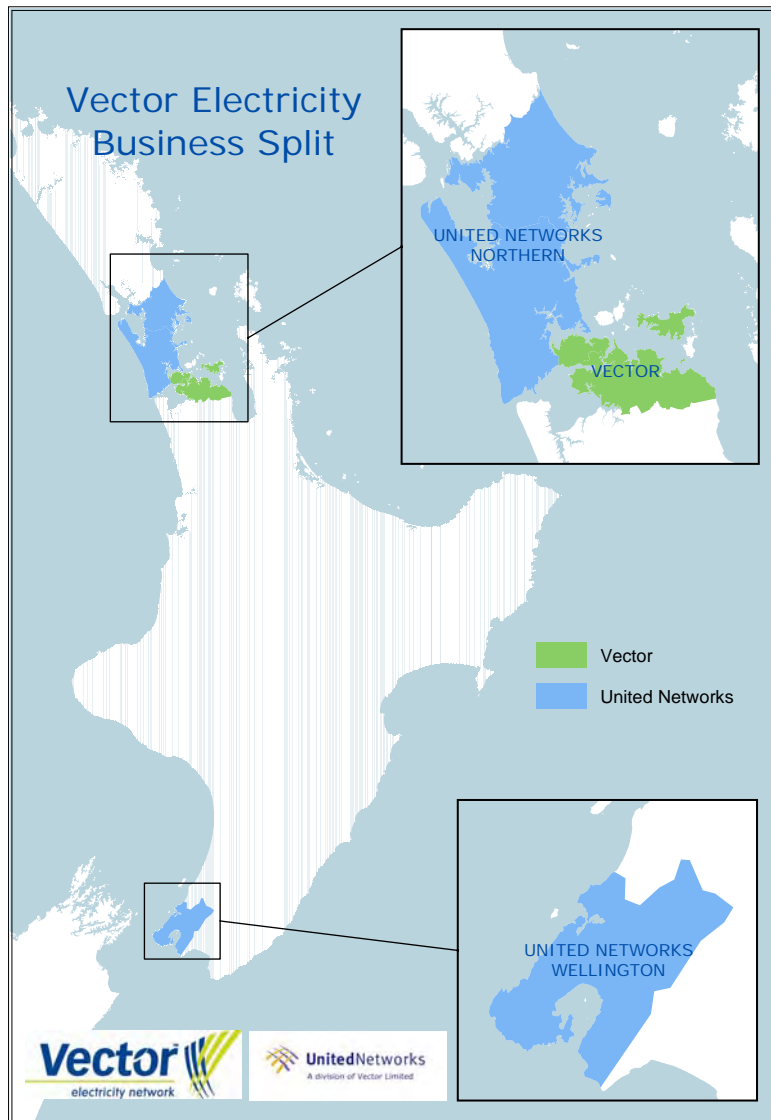 Vector Electricity
Business Split
UNITED NETWORKS
NORTHERN
VECTOR
Vector
United Networks
UNITED NETWORKS
WELLINGTON
Vector™
electricity network
UnitedNetworks
A division of Vector Limited